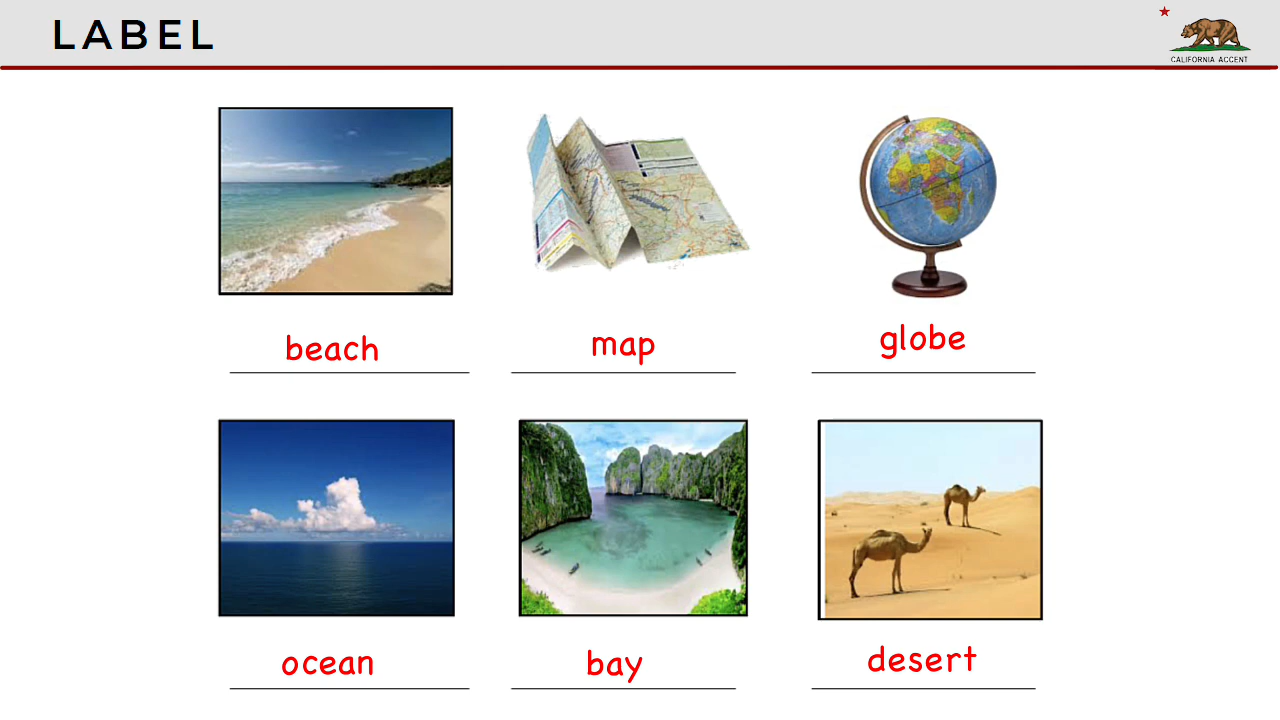 LABEL
CALIFORNIA ACCENT
beach
map
globe
ocean
bay
desert